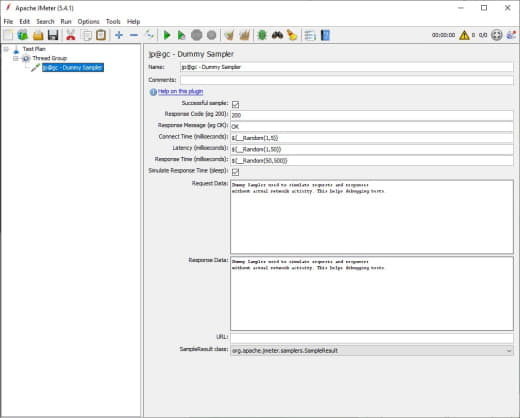 Apache JMeter (5.4.1)
File Edit Search Run Options Tools Help
00:00:00 0 0/0
Test Plan
Thread Group
jp@gc - Dummy Sampler
jp@gc - Dummy Sampler
Name: jp@gc - Dummy Sampler
Comments:
Help on this plugin
Successful sample:
Response Code (eg 200): 200
Response Message (eg OK): OK
Connect Time (milliseconds): ${__Random(1,5)}
Latency (milliseconds): ${__Random(1,50)}
Response Time (milliseconds): ${__Random(50,500)}
Simulate Response Time (sleep):
Request Data: Dummy Sampler used to simulate requests and responses
without actual network activity. This helps debugging tests.
Response Data: Dummy Sampler used to simulate requests and responses
without actual network activity. This helps debugging tests.
URL:
SampleResult class: org.apache.jmeter.samplers.SampleResult